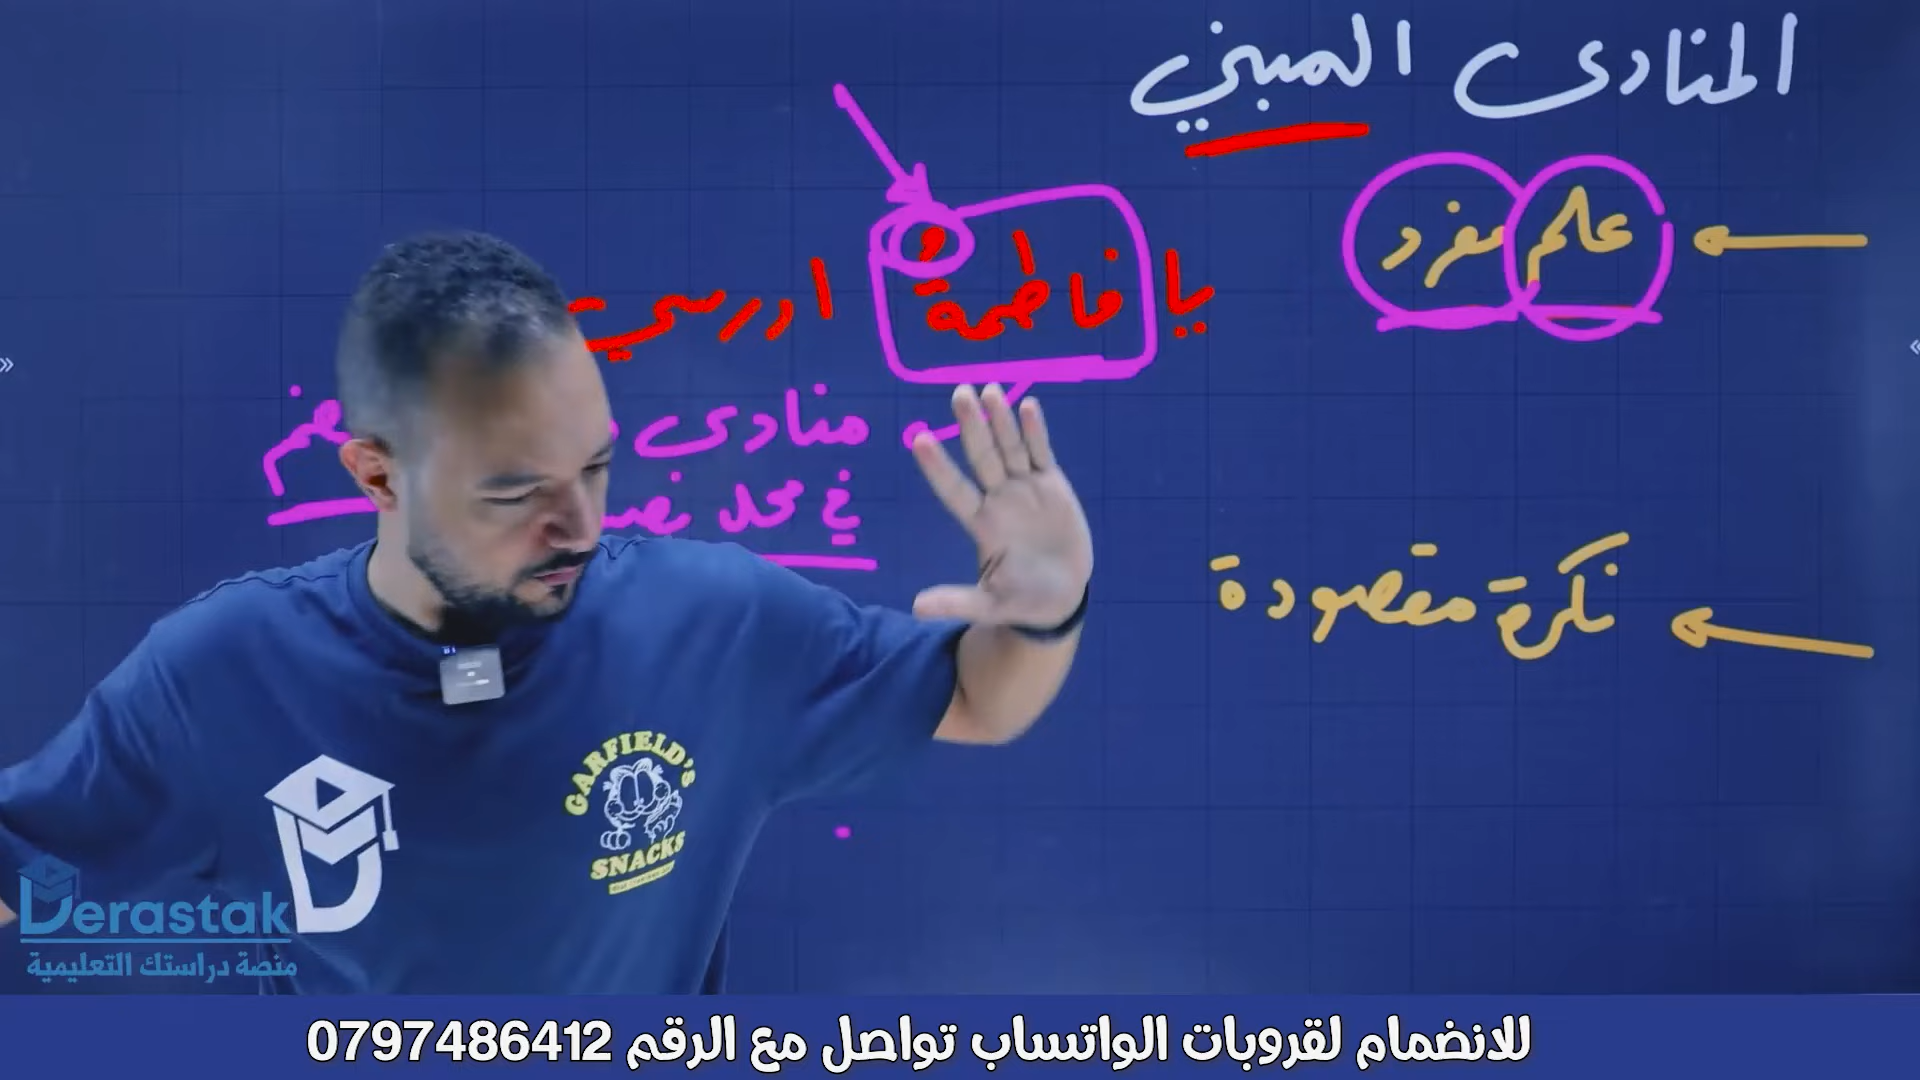 المنادى المبني
علم مفرد
يا فاطمةُ ادرسي
منادى
في محل
نكرة مقصودة
GARFIELD'S
SNACKS
Derastak
منصة دراستك التعليمية
للانضمام لقروبات الواتساب تواصل مع الرقم 0797486412